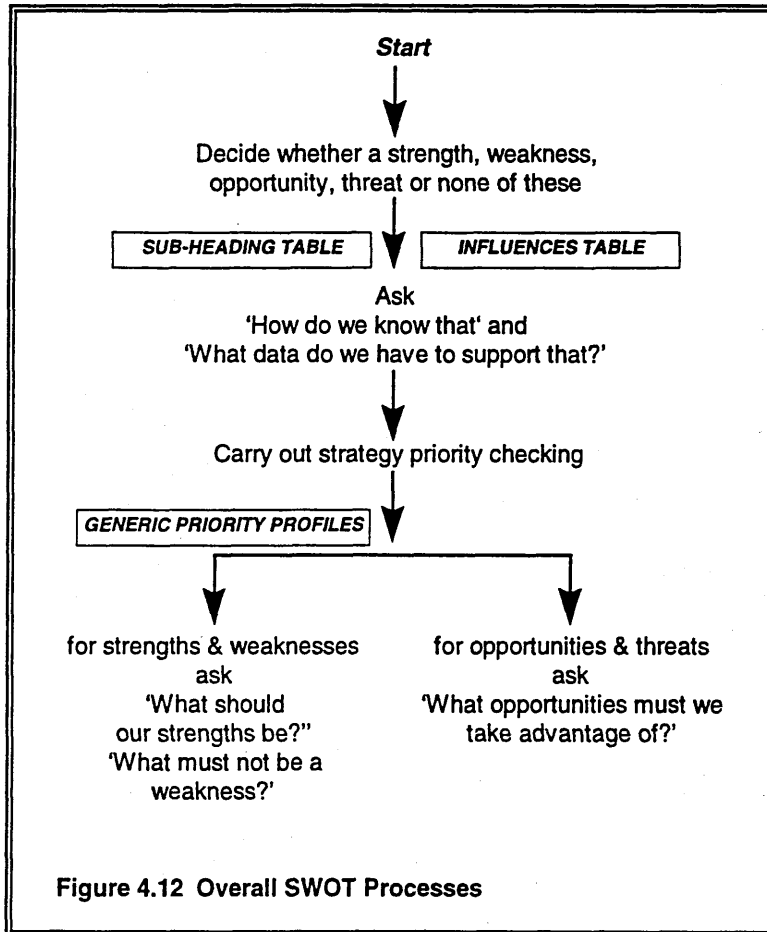 Start
Decide whether a strength, weakness,
opportunity, threat or none of these
SUB-HEADING TABLE
INFLUENCES TABLE
Ask
‘How do we know that‘ and
‘What data do we have to support that?’
Carry out strategy priority checking
GENERIC PRIORITY PROFILES
for strengths & weaknesses
ask
‘What should
our strengths be?”
‘What must not be a
weakness?’
for opportunities & threats
ask
‘What opportunities must we
take advantage of?’
Figure 4.12 Overall SWOT Processes